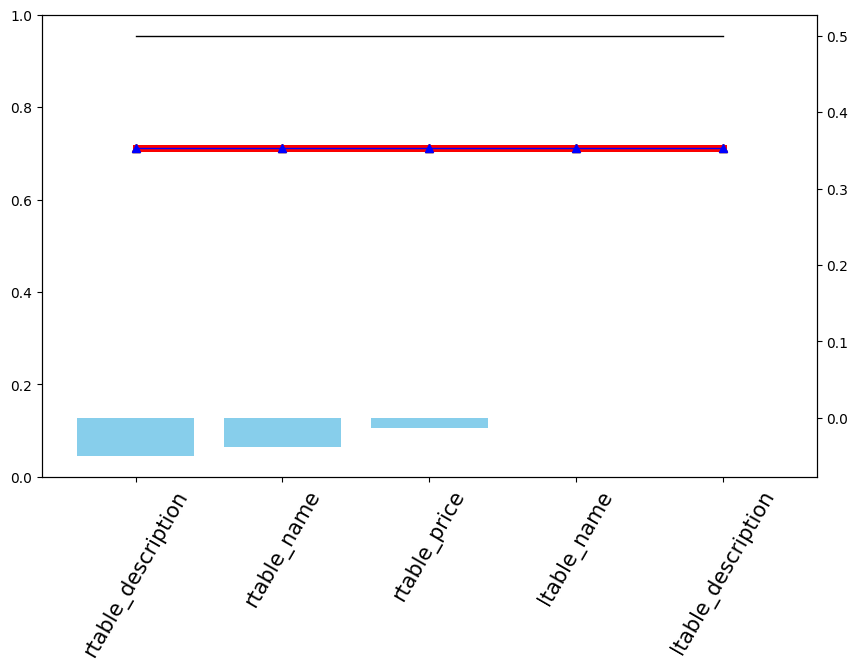 1.0
0.8
0.6
0.4
0.2
0.0
0.5
0.4
0.3
0.2
0.1
0.0
rtable_description
rtable_name
rtable_price
ltable_name
ltable_description